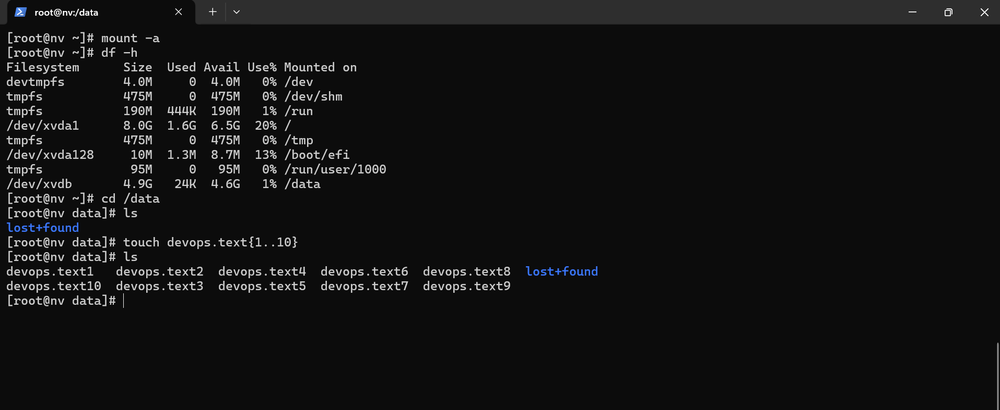 root@nv:/data
[root@nv ~]# mount -a
[root@nv ~]# df -h
Filesystem      Size  Used Avail Use% Mounted on
devtmpfs        4.0M     0  4.0M   0% /dev
tmpfs           475M     0  475M   0% /dev/shm
tmpfs           190M  444K  190M   1% /run
/dev/xvda1      8.0G  1.6G  6.5G  20% /
tmpfs           475M     0  475M   0% /tmp
/dev/xvda128     10M  1.3M  8.7M  13% /boot/efi
tmpfs            95M     0   95M   0% /run/user/1000
/dev/xvdb       4.9G   24K  4.6G   1% /data
[root@nv ~]# cd /data
[root@nv data]# ls
lost+found
[root@nv data]# touch devops.text{1..10}
[root@nv data]# ls
devops.text1   devops.text2  devops.text4  devops.text6  devops.text8  lost+found
devops.text10  devops.text3  devops.text5  devops.text7  devops.text9
[root@nv data]#